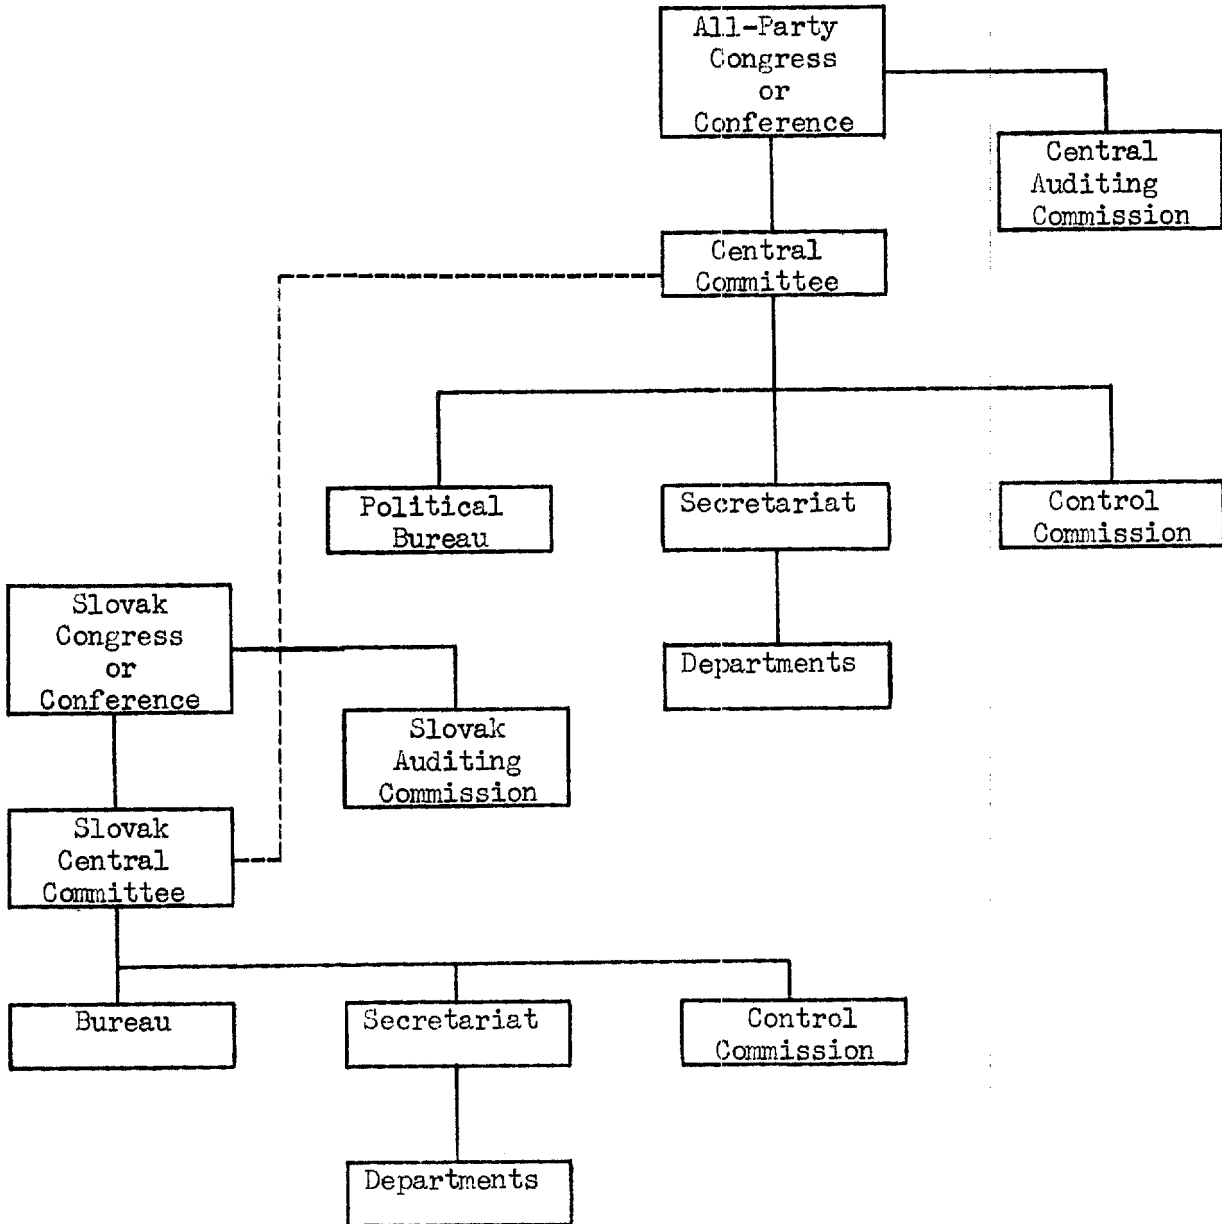 All-Party
Congress
or
Conference
Central
Auditing
Commission
Central
Committee
Political
Bureau
Secretariat
Control
Commission
Departments
Slovak
Congress
or
Conference
Slovak
Auditing
Commission
Slovak
Central
Committee
Bureau
Secretariat
Control
Commission
Departments